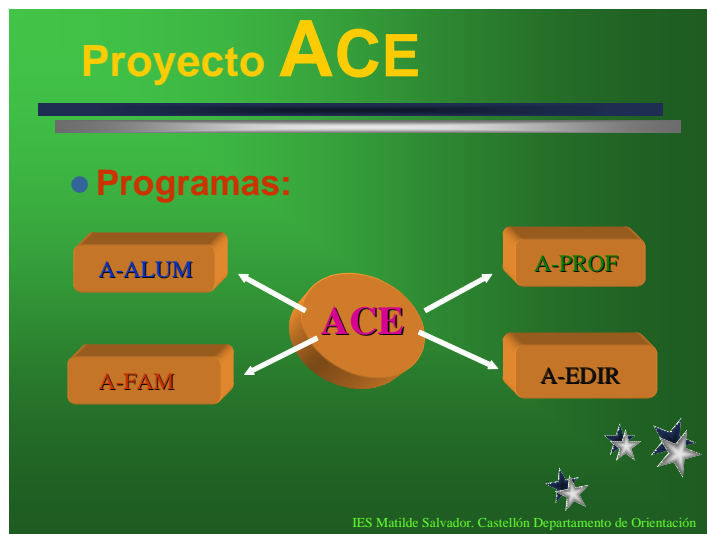 Proyecto ACE
Programas:
A-ALUM
A-PROF
ACE
A-FAM
A-EDIR
IES Matilde Salvador. Castellón Departamento de Orientación